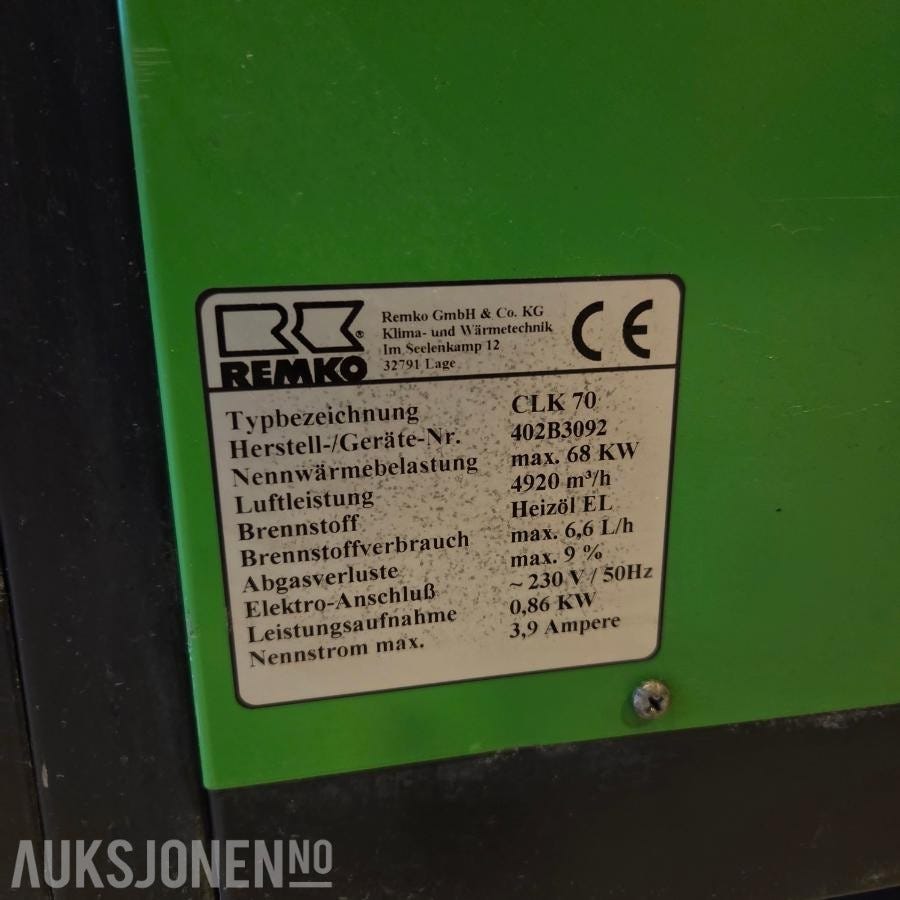 REMKO
Remko GmbH & Co. KG
Klima- und Wärmetechnik
Im Seelenkamp 12
32791 Lage
CE
Typbezeichnung CLK 70
Herstell-/Geräte-Nr. 402B3092
Nennwärmebelastung max. 68 KW
Luftleistung 4920 m³/h
Brennstoff Heizöl EL
Brennstoffverbrauch max. 6,6 L/h
Abgasverluste max. 9 %
Elektro-Anschluß ~ 230 V / 50Hz
Leistungsaufnahme 0,86 KW
Nennstrom max. 3,9 Ampere
AUKSJONEN.NO